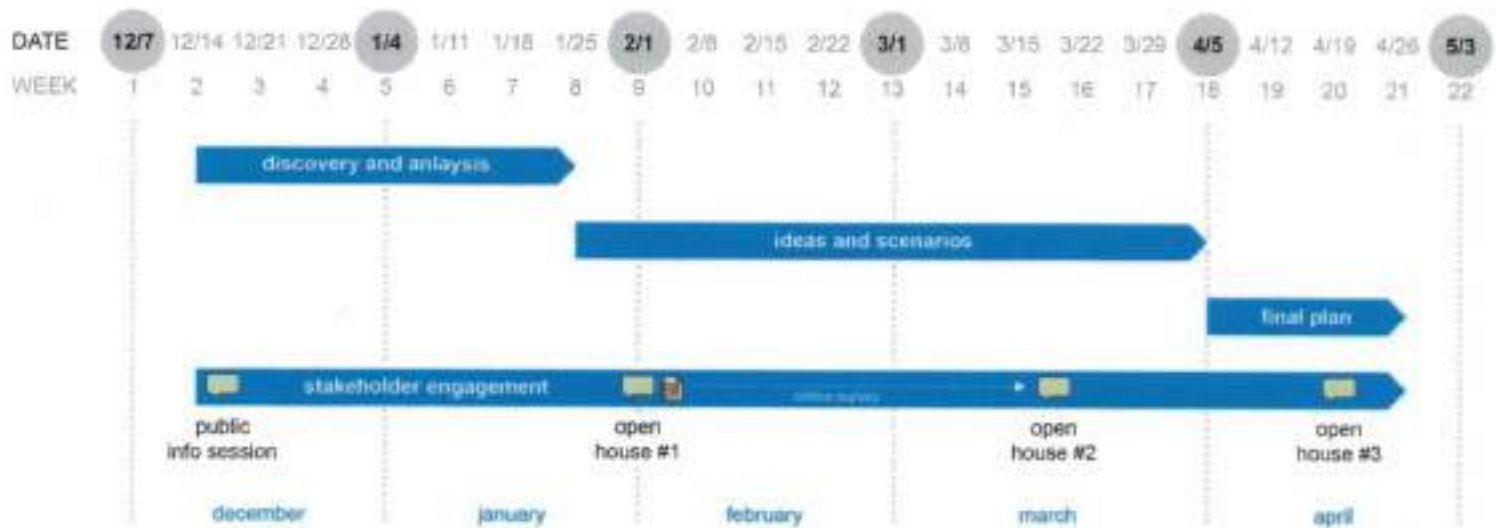 DATE 12/7 12/14 12/21 12/28 1/4 1/11 1/18 1/25 2/1 2/8 2/15 2/22 3/1 3/8 3/15 3/22 3/29 4/5 4/12 4/19 4/26 5/3
WEEK 1 2 3 4 5 6 7 8 9 10 11 12 13 14 15 16 17 18 19 20 21 22
discovery and anlaysis
ideas and scenarios
final plan
stakeholder engagement
online survey
public
info session
open
house #1
open
house #2
open
house #3
december january february march april